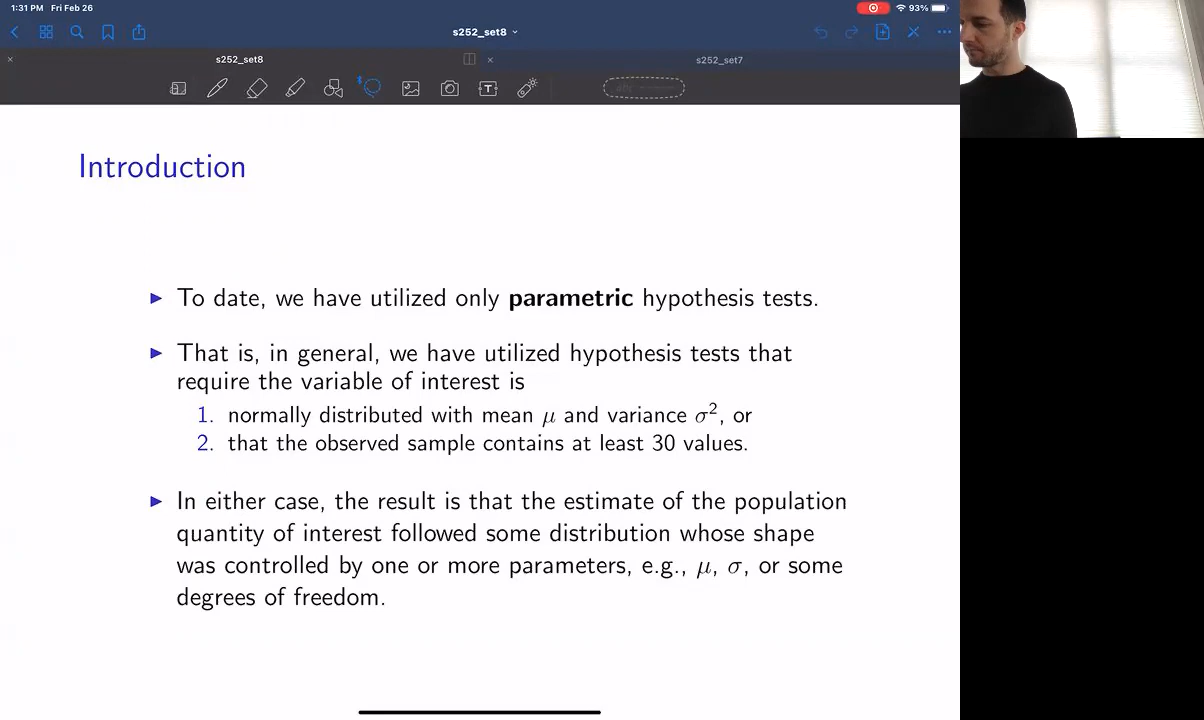 1:31 PM Fri Feb 26
93%
s252_set8
s252_set8
s252_set7
T
Introduction
To date, we have utilized only parametric hypothesis tests.
That is, in general, we have utilized hypothesis tests that
require the variable of interest is
1. normally distributed with mean μ and variance σ², or
2. that the observed sample contains at least 30 values.
In either case, the result is that the estimate of the population
quantity of interest followed some distribution whose shape
was controlled by one or more parameters, e.g., μ, σ, or some
degrees of freedom.